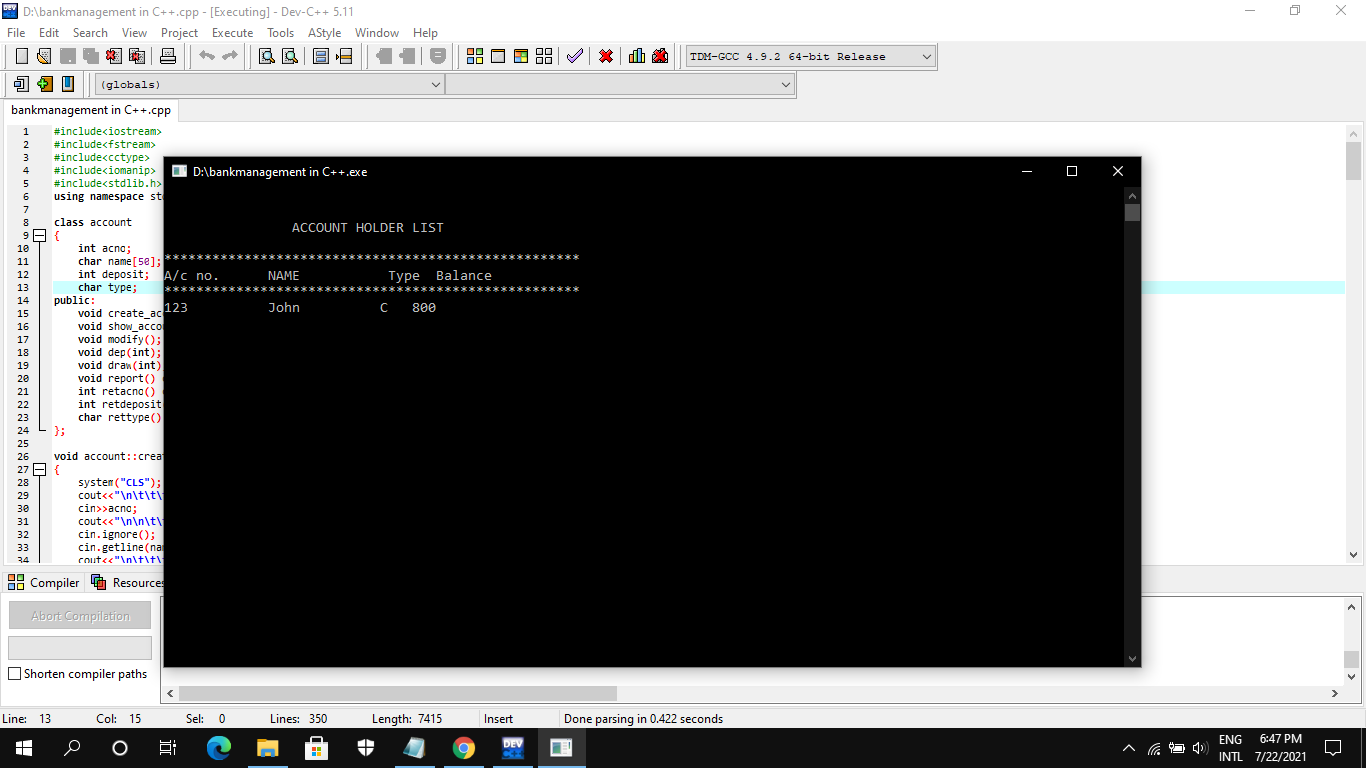 D:\bankmanagement in C++.cpp - [Executing] - Dev-C++ 5.11
File Edit Search View Project Execute Tools AStyle Window Help
TDM-GCC 4.9.2 64-bit Release
(globals)
bankmanagement in C++.cpp
1 #include<iostream>
2 #include<fstream>
3 #include<cctype>
4 #include<iomanip>
5 #include<stdlib.h>
6 using namespace st
7
8 class account
9 {
10 int acno;
11 char name[50];
12 int deposit;
13 char type;
14 public:
15 void create_ac
16 void show_acco
17 void modify();
18 void dep(int);
19 void draw(int)
20 void report()
21 int retacno()
22 int retdeposit
23 char rettype()
24 };
25
26 void account::crea
27 {
28 system("CLS");
29 cout<<"\n\t\t\
30 cin>>acno;
31 cout<<"\n\n\t\
32 cin.ignore();
33 cin.getline(na
34 cout<<"\n\t\t\
D:\bankmanagement in C++.exe
ACCOUNT HOLDER LIST
****************************************************
A/c no. NAME Type Balance
****************************************************
123 John C 800
Compiler Resources
Abort Compilation
Shorten compiler paths
Line: 13 Col: 15 Sel: 0 Lines: 350 Length: 7415 Insert Done parsing in 0.422 seconds
DEV
ENG
INTL
6:47 PM
7/22/2021